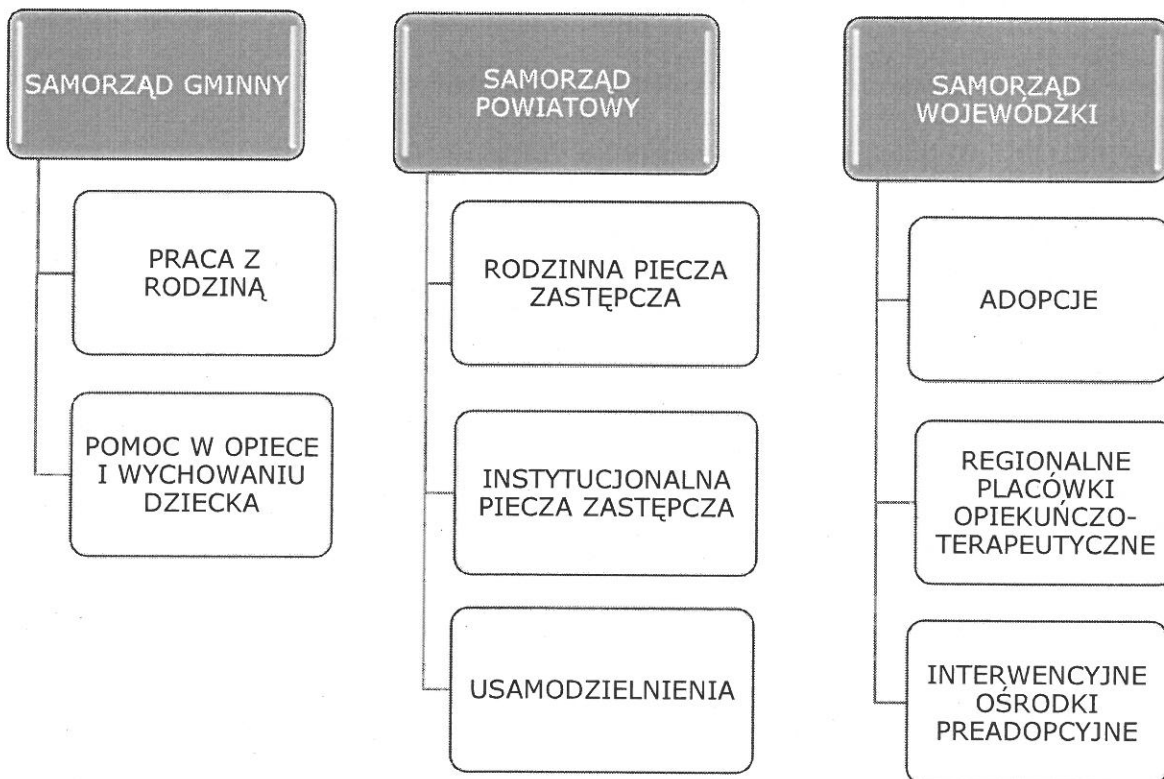 SAMORZĄD GMINNY
PRACA Z
RODZINĄ
POMOC W OPIECE
I WYCHOWANIU
DZIECKA
SAMORZĄD
POWIATOWY
RODZINNA PIECZA
ZASTĘPCZA
INSTYTUCJONALNA
PIECZA ZASTĘPCZA
USAMODZIELNIENIA
SAMORZĄD
WOJEWÓDZKI
ADOPCJE
REGIONALNE
PLACÓWKI
OPIEKUŃCZO-
TERAPEUTYCZNE
INTERWENCYJNE
OŚRODKI
PREADOPCYJNE